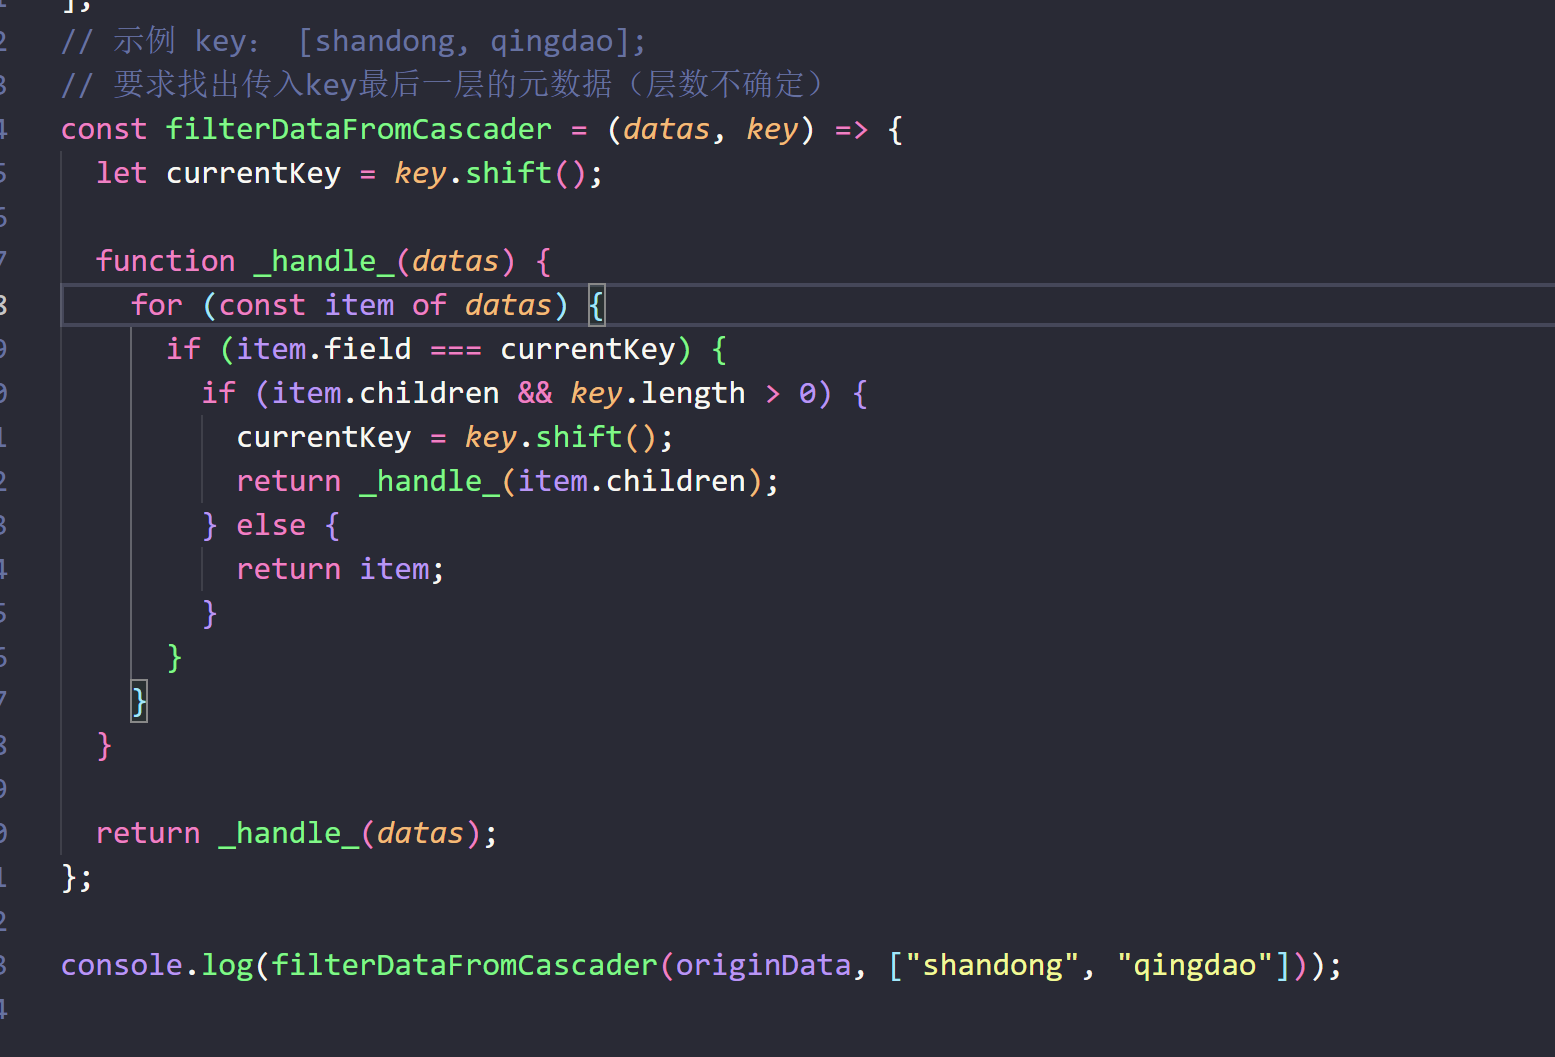 ];
// 示例 key： [shandong, qingdao];
// 要求找出传入key最后一层的元数据（层数不确定）
const filterDataFromCascader = (datas, key) => {
let currentKey = key.shift();
function _handle_(datas) {
for (const item of datas) {
if (item.field === currentKey) {
if (item.children && key.length > 0) {
currentKey = key.shift();
return _handle_(item.children);
} else {
return item;
}
}
}
}
return _handle_(datas);
};
console.log(filterDataFromCascader(originData, ["shandong", "qingdao"]));